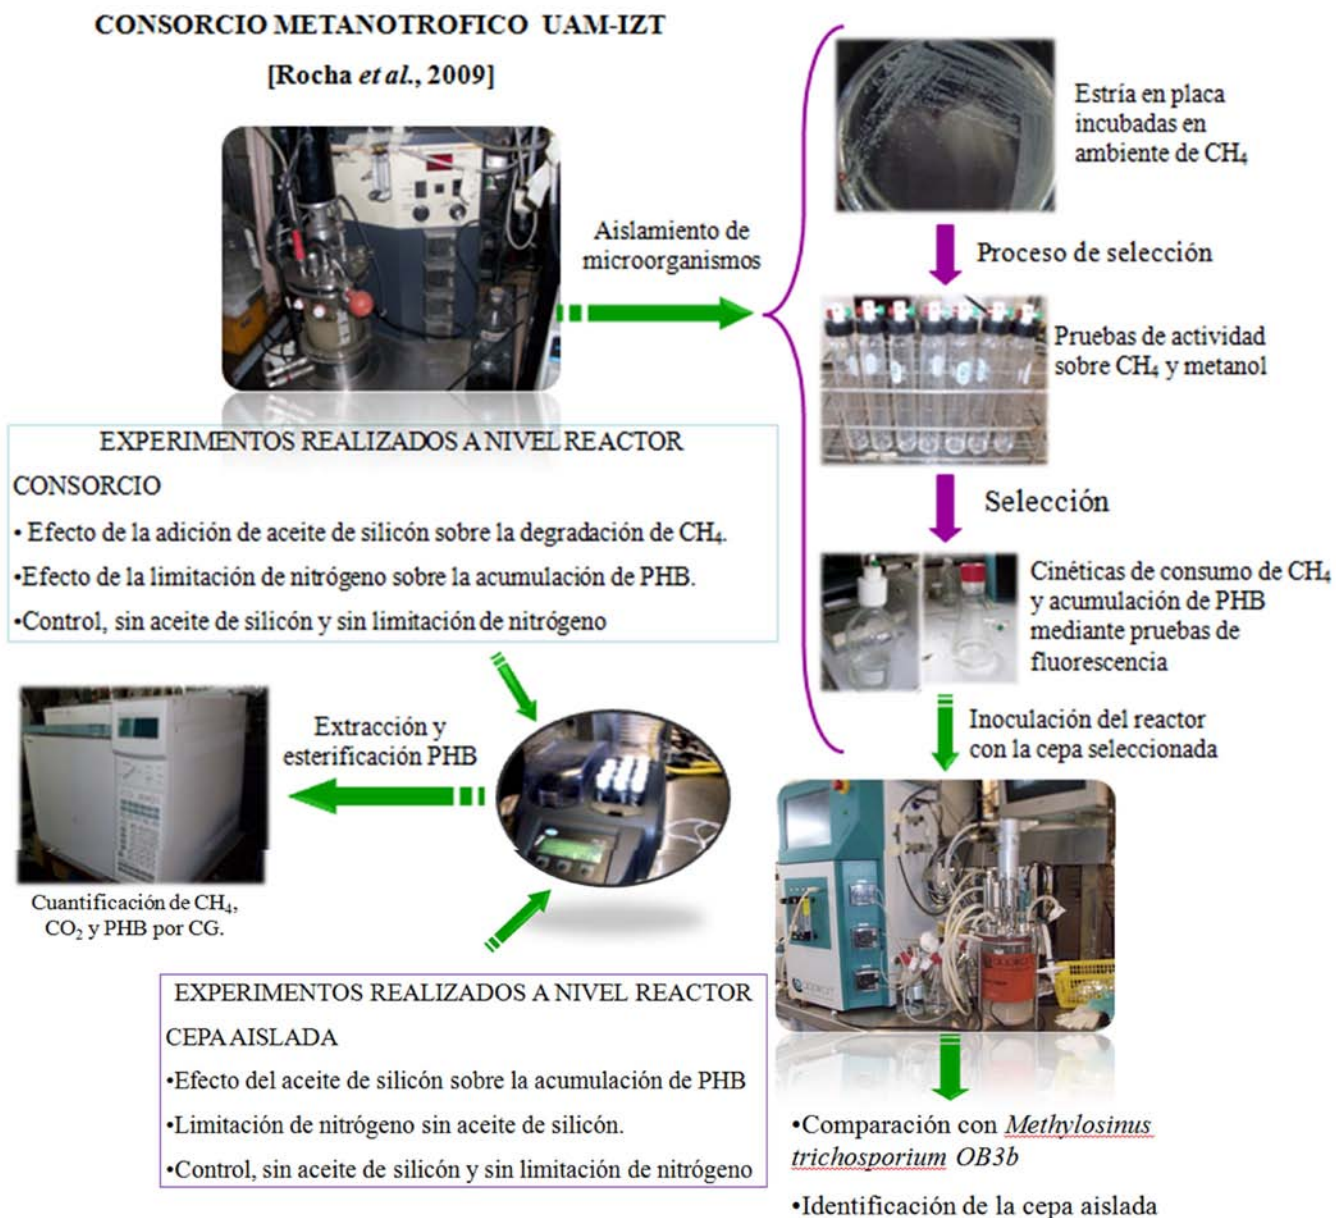 CONSORCIO METANOTROFICO UAM-IZT
[Rocha et al., 2009]
Aislamiento de
microorganismos
Estría en placa
incubadas en
ambiente de CH₄
Proceso de selección
Pruebas de actividad
sobre CH₄ y metanol
Selección
Cinéticas de consumo de CH₄
y acumulación de PHB
mediante pruebas de
fluorescencia
Inoculación del reactor
con la cepa seleccionada
EXPERIMENTOS REALIZADOS A NIVEL REACTOR
CONSORCIO
• Efecto de la adición de aceite de silicón sobre la degradación de CH₄.
•Efecto de la limitación de nitrógeno sobre la acumulación de PHB.
•Control, sin aceite de silicón y sin limitación de nitrógeno
Extracción y
esterificación PHB
Cuantificación de CH₄,
CO₂ y PHB por CG.
EXPERIMENTOS REALIZADOS A NIVEL REACTOR
CEPA AISLADA
•Efecto del aceite de silicón sobre la acumulación de PHB
•Limitación de nitrógeno sin aceite de silicón.
•Control, sin aceite de silicón y sin limitación de nitrógeno
•Comparación con Methylosinus
trichosporium OB3b
•Identificación de la cepa aislada